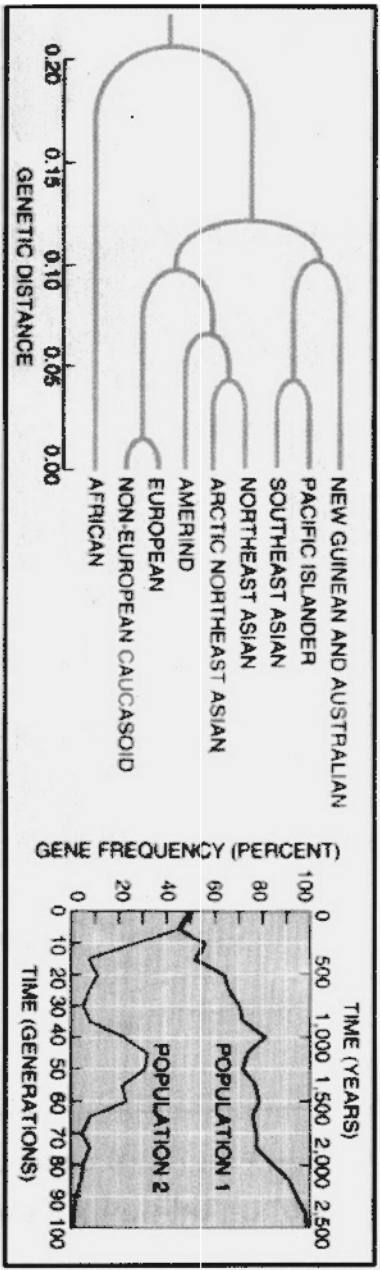 NEW GUINEAN AND AUSTRALIAN
PACIFIC ISLANDER
SOUTHEAST ASIAN
NORTHEAST ASIAN
ARCTIC NORTHEAST ASIAN
AMERIND
EUROPEAN
NON-EUROPEAN CAUCASOID
AFRICAN
0.20 0.15 0.10 0.05 0.00
GENETIC DISTANCE
TIME (YEARS)
0 500 1,000 1,500 2,000 2,500
GENE FREQUENCY (PERCENT)
100
80
60
40
20
0
POPULATION 1
POPULATION 2
0 10 20 30 40 50 60 70 80 90 100
TIME (GENERATIONS)